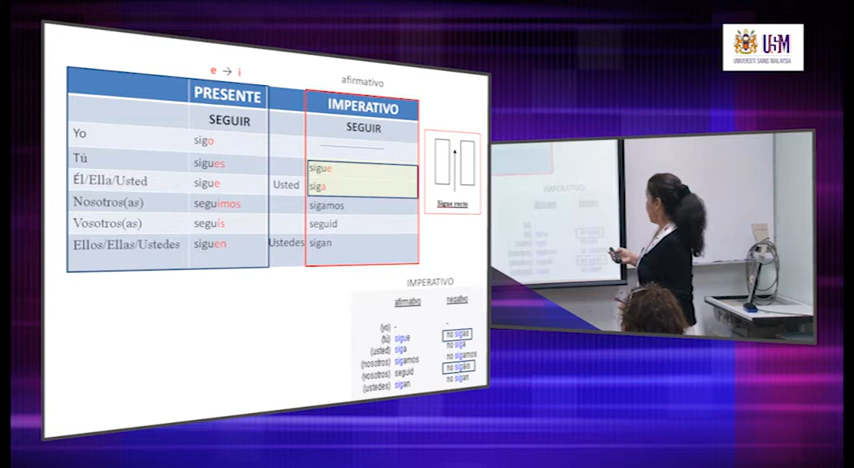 e → i
afirmativo
PRESENTE IMPERATIVO
SEGUIR SEGUIR
Yo sigo
Tú sigues sigue
Él/Ella/Usted sigue Usted siga
Nosotros(as) seguimos sigamos
Vosotros(as) seguís seguid
Ellos/Ellas/Ustedes siguen Ustedes sigan
Sigue recto
IMPERATIVO
afirmativo negativo
(yo) - -
(tú) sigue no sigas
(usted) siga no siga
(nosotros) sigamos no sigamos
(vosotros) seguid no sigáis
(ustedes) sigan no sigan
USM
UNIVERSITI SAINS MALAYSIA
IMPERATIVO